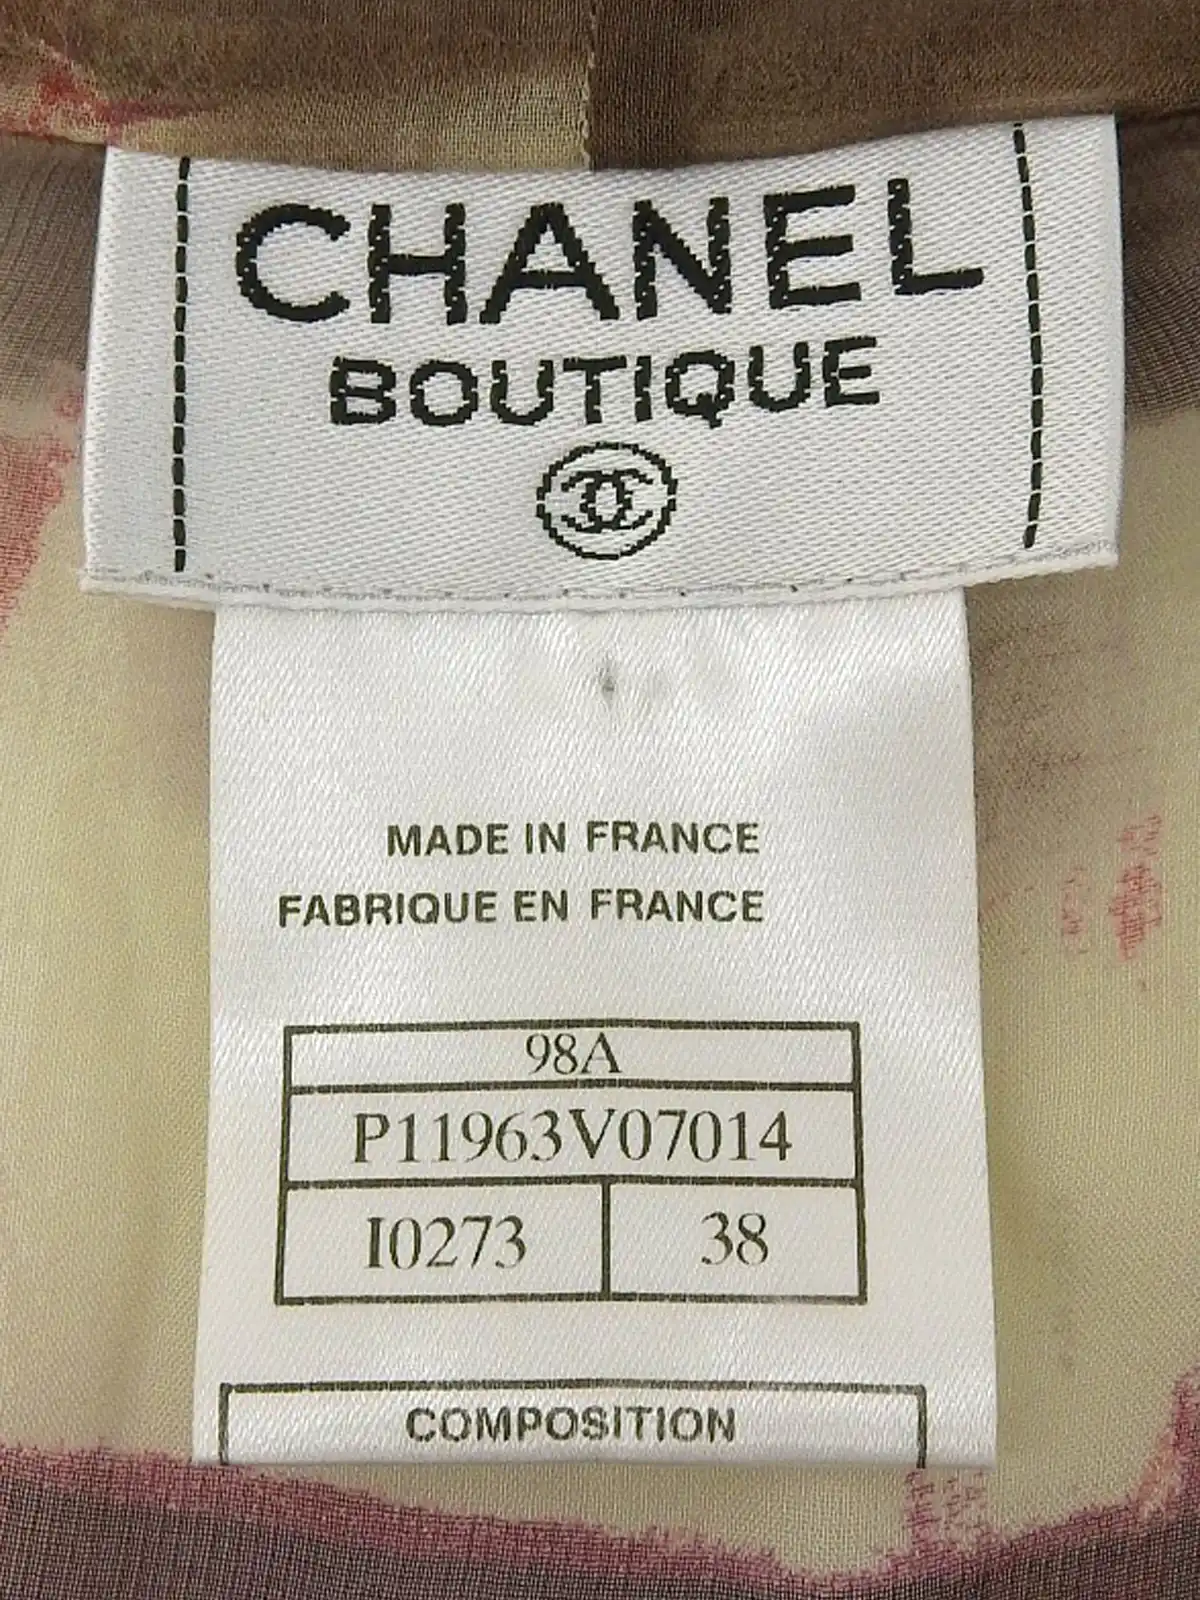 CHANEL
BOUTIQUE
MADE IN FRANCE
FABRIQUE EN FRANCE
98A
P11963V07014
I0273 38
COMPOSITION